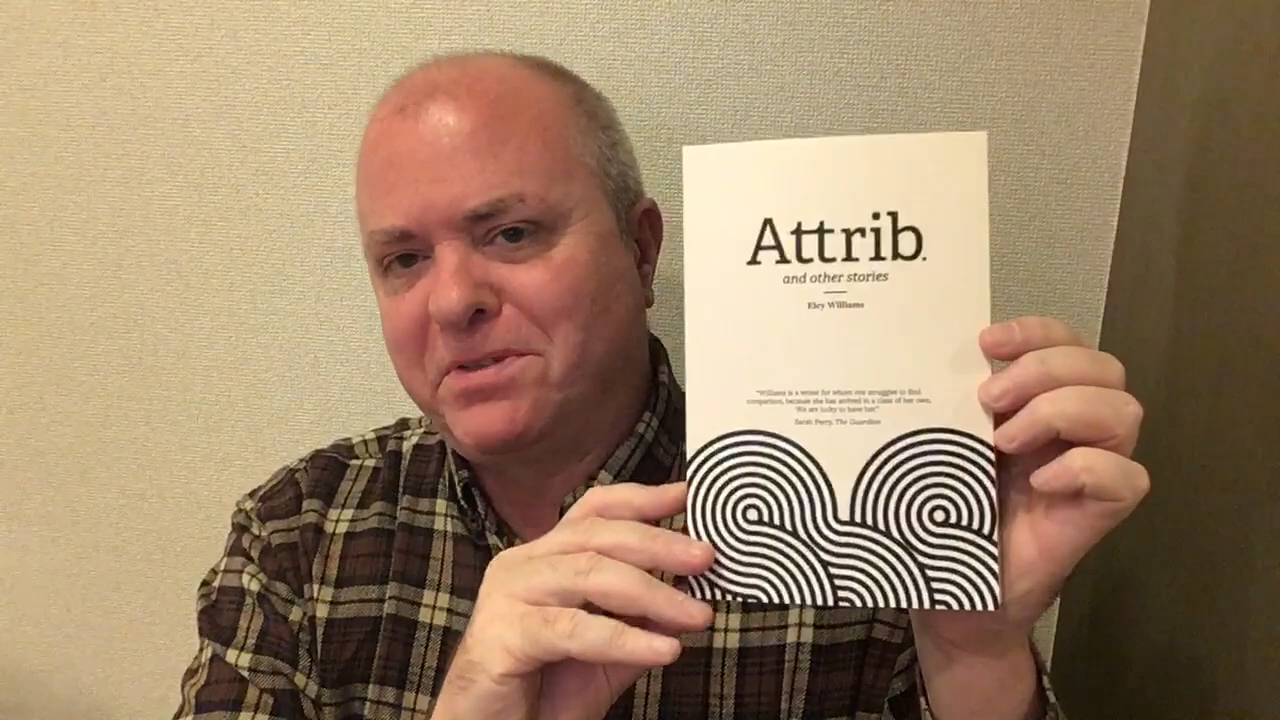 Attrib.
and other stories
Eley Williams
"Williams is a writer for whom one struggles to find
comparison, because she has arrived in a class of her own.
We are lucky to have her."
Sarah Perry, The Guardian